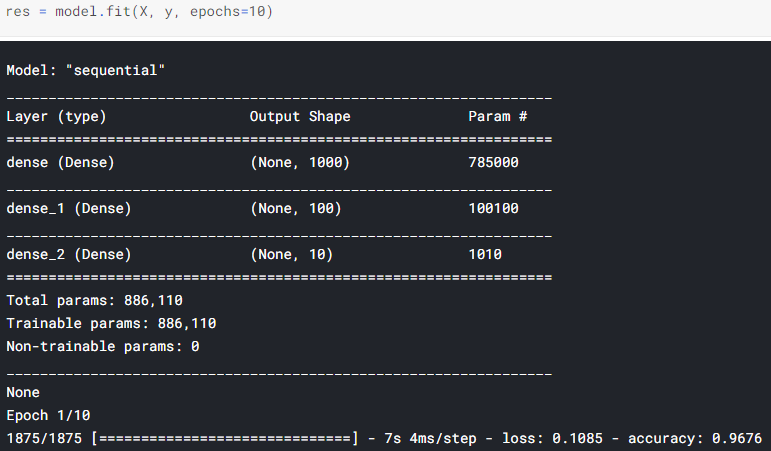 res = model.fit(X, y, epochs=10)
Model: "sequential"
_________________________________________________________________
Layer (type)                 Output Shape              Param #
=================================================================
dense (Dense)                (None, 1000)              785000
_________________________________________________________________
dense_1 (Dense)              (None, 100)               100100
_________________________________________________________________
dense_2 (Dense)              (None, 10)                1010
=================================================================
Total params: 886,110
Trainable params: 886,110
Non-trainable params: 0
_________________________________________________________________
None
Epoch 1/10
1875/1875 [==============================] - 7s 4ms/step - loss: 0.1085 - accuracy: 0.9676